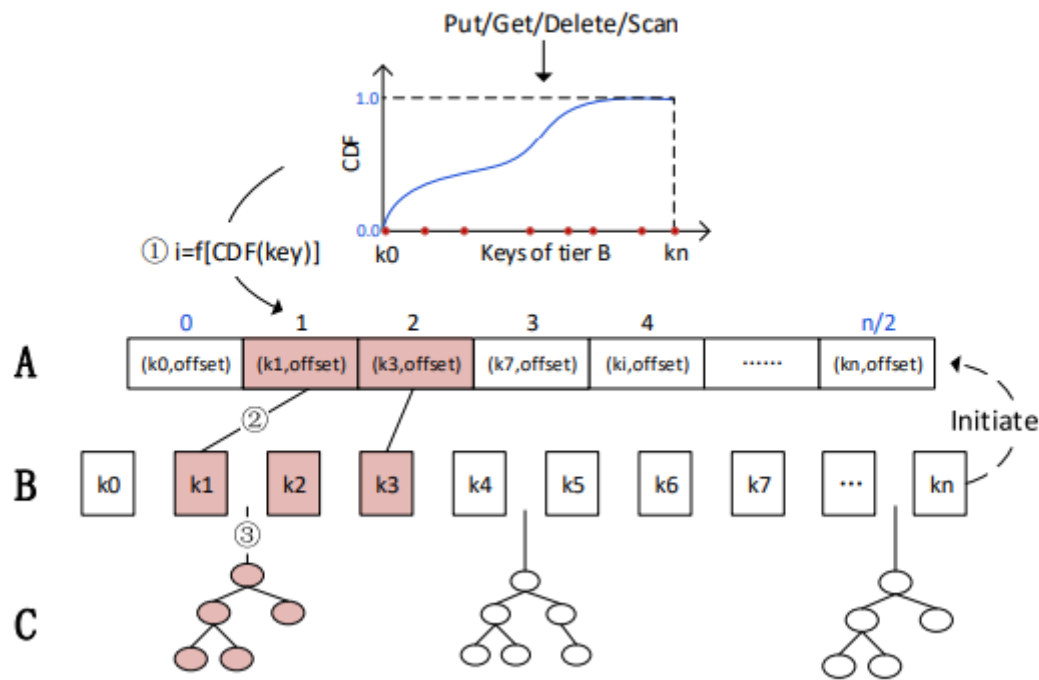 Put/Get/Delete/Scan
1.0
CDF
0.0
k0 Keys of tier B kn
① i=f[CDF(key)]
0 1 2 3 4 n/2
A (k0,offset) (k1,offset) (k3,offset) (k7,offset) (ki,offset) ...... (kn,offset)
② Initiate
B k0 k1 k2 k3 k4 k5 k6 k7 ... kn
③
C